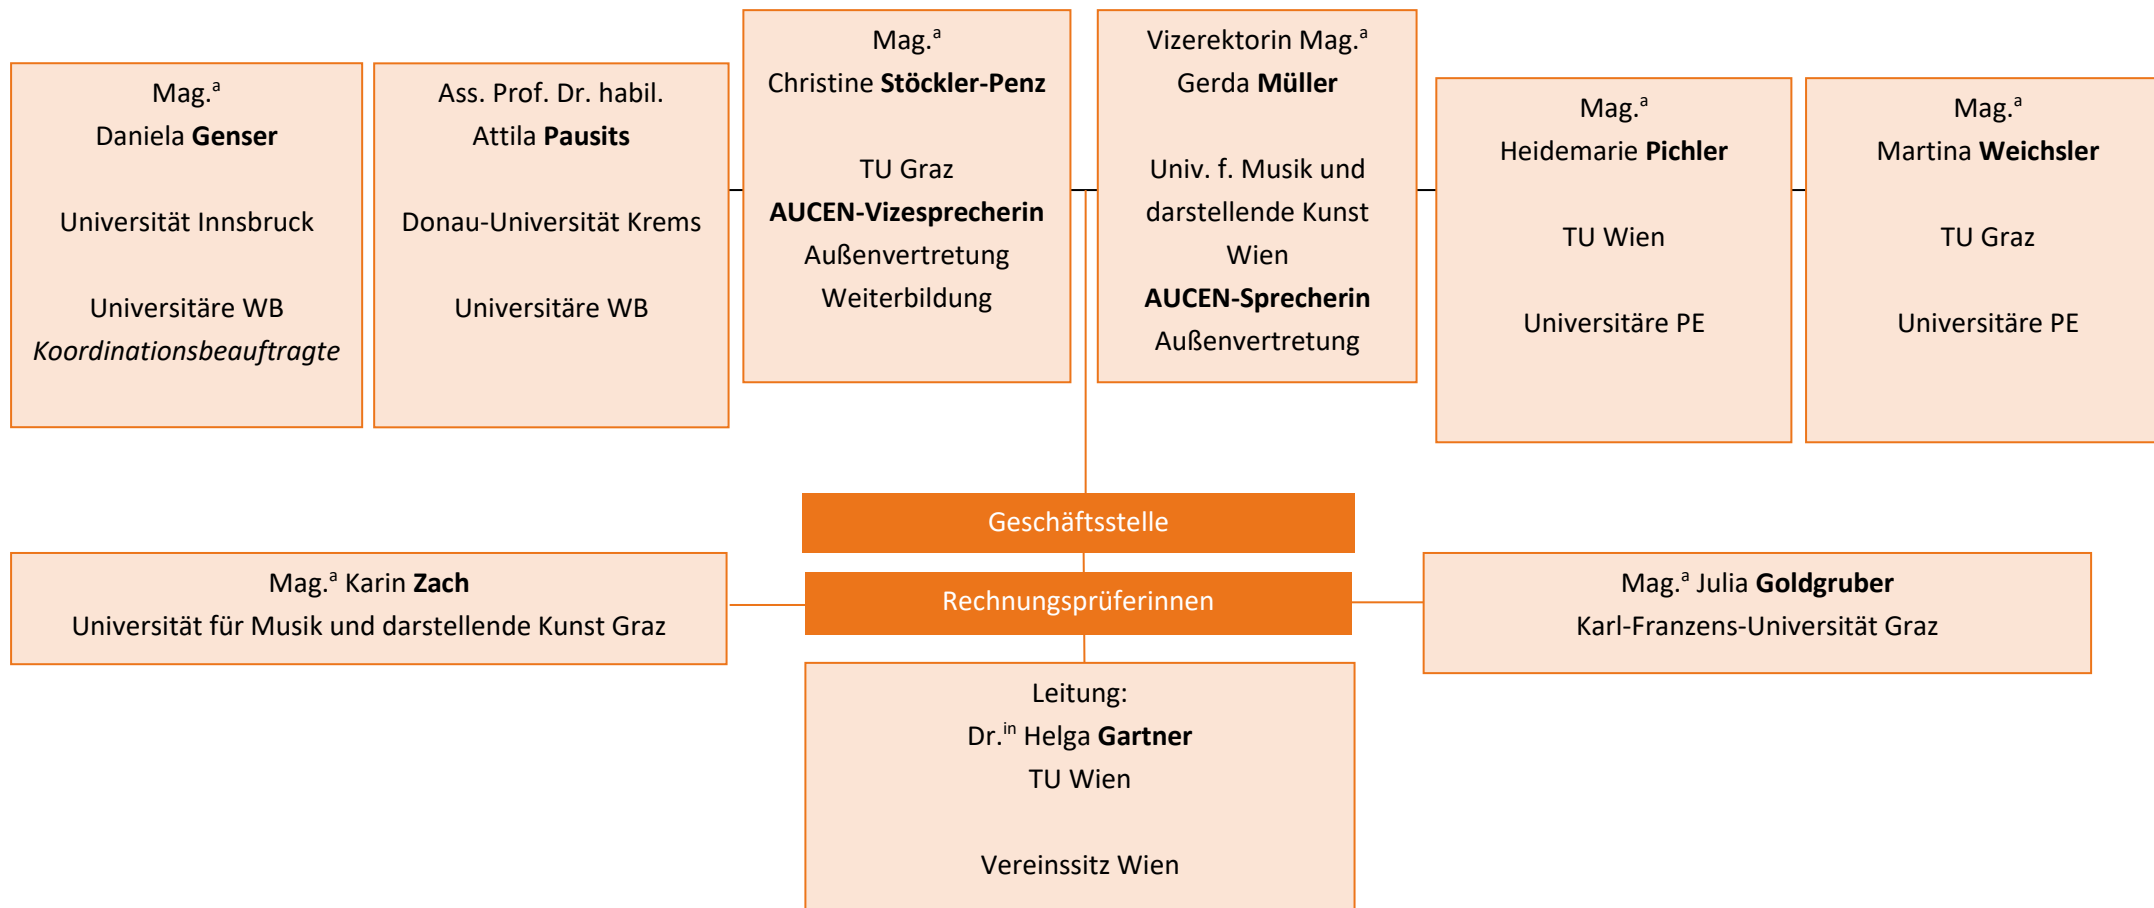 Mag.ª
Daniela Genser
Universität Innsbruck
Universitäre WB
Koordinationsbeauftragte
Ass. Prof. Dr. habil.
Attila Pausits
Donau-Universität Krems
Universitäre WB
Mag.ª
Christine Stöckler-Penz
TU Graz
AUCEN-Vizesprecherin
Außenvertretung
Weiterbildung
Vizerektorin Mag.ª
Gerda Müller
Univ. f. Musik und
darstellende Kunst
Wien
AUCEN-Sprecherin
Außenvertretung
Mag.ª
Heidemarie Pichler
TU Wien
Universitäre PE
Mag.ª
Martina Weichsler
TU Graz
Universitäre PE
Geschäftsstelle
Mag.ª Karin Zach
Universität für Musik und darstellende Kunst Graz
Rechnungsprüferinnen
Mag.ª Julia Goldgruber
Karl-Franzens-Universität Graz
Leitung:
Dr.ⁱⁿ Helga Gartner
TU Wien
Vereinssitz Wien